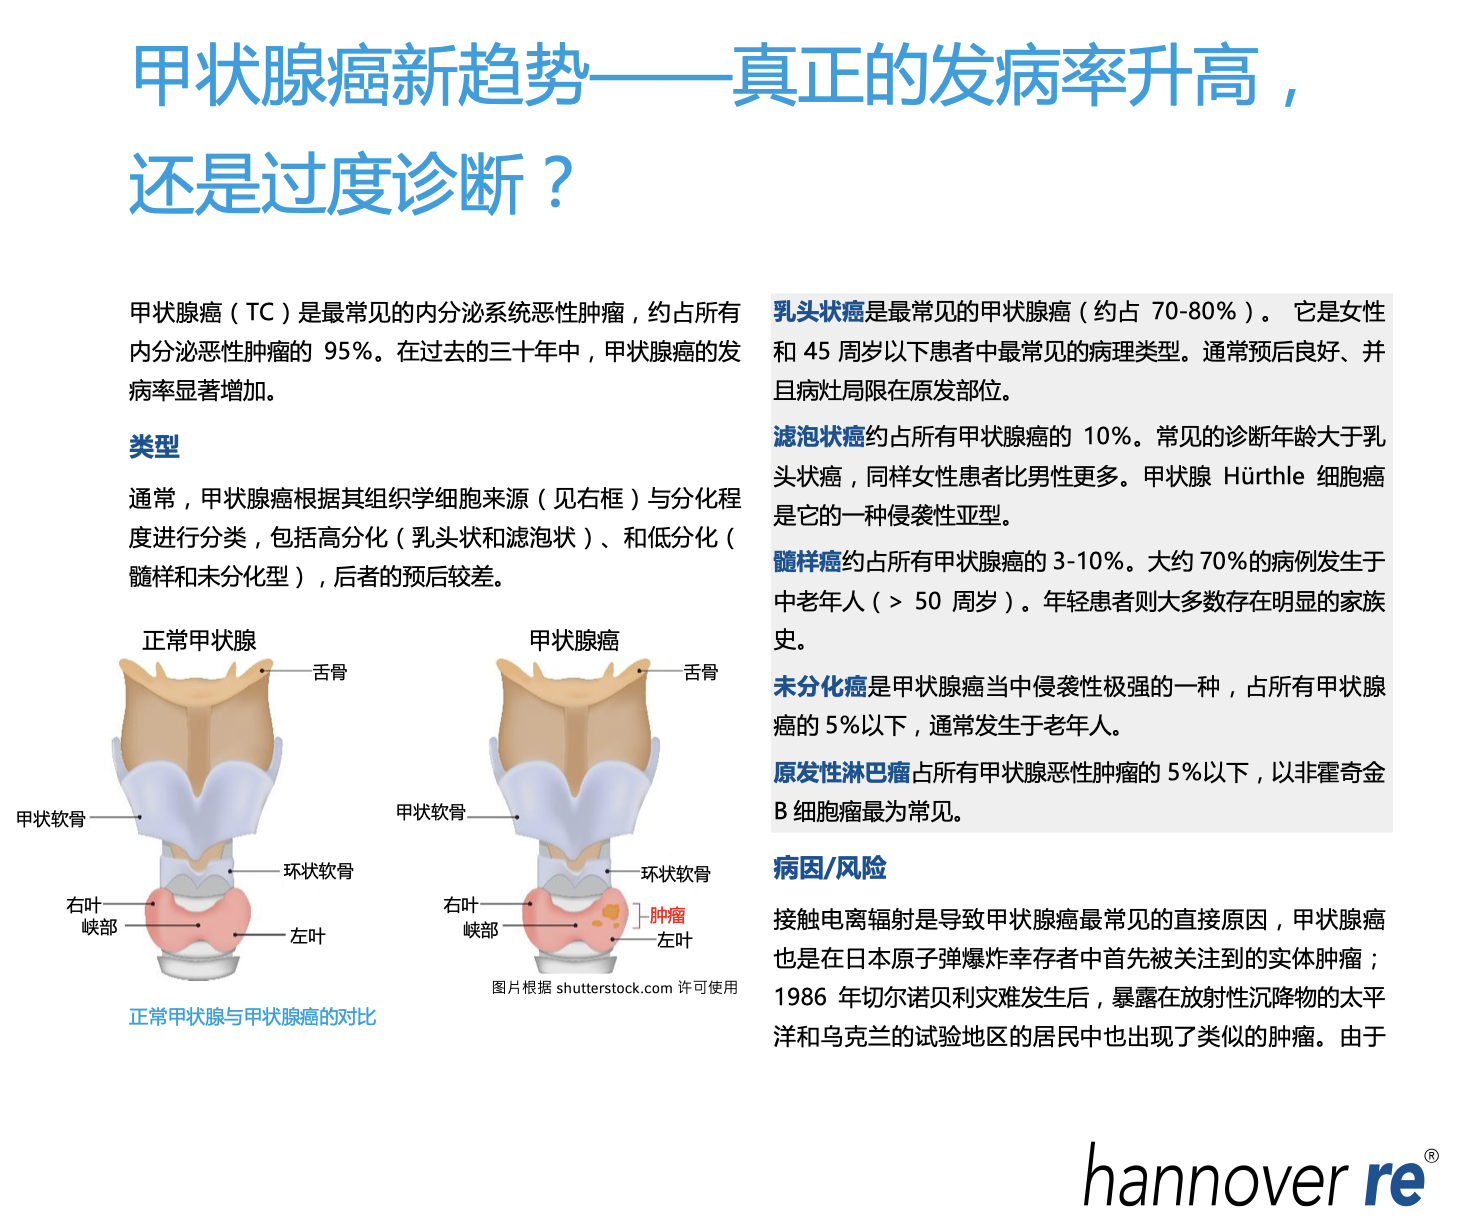 甲状腺癌新趋势——真正的发病率升高，
还是过度诊断？
甲状腺癌（TC）是最常见的内分泌系统恶性肿瘤，约占所有
内分泌恶性肿瘤的 95%。在过去的三十年中，甲状腺癌的发
病率显著增加。
类型
通常，甲状腺癌根据其组织学细胞来源（见右框）与分化程
度进行分类，包括高分化（乳头状和滤泡状）、和低分化（
髓样和未分化型），后者的预后较差。
正常甲状腺
舌骨
甲状软骨
环状软骨
右叶
峡部
左叶
甲状腺癌
舌骨
甲状软骨
环状软骨
右叶
肿瘤
峡部
左叶
图片根据 shutterstock.com 许可使用
正常甲状腺与甲状腺癌的对比
乳头状癌是最常见的甲状腺癌（约占 70-80%）。 它是女性
和 45 周岁以下患者中最常见的病理类型。通常预后良好、并
且病灶局限在原发部位。
滤泡状癌约占所有甲状腺癌的 10%。常见的诊断年龄大于乳
头状癌，同样女性患者比男性更多。甲状腺 Hürthle 细胞癌
是它的一种侵袭性亚型。
髓样癌约占所有甲状腺癌的 3-10%。大约 70%的病例发生于
中老年人（> 50 周岁）。年轻患者则大多数存在明显的家族
史。
未分化癌是甲状腺癌当中侵袭性极强的一种，占所有甲状腺
癌的 5%以下，通常发生于老年人。
原发性淋巴瘤占所有甲状腺恶性肿瘤的 5%以下，以非霍奇金
B 细胞瘤最为常见。
病因/风险
接触电离辐射是导致甲状腺癌最常见的直接原因，甲状腺癌
也是在日本原子弹爆炸幸存者中首先被关注到的实体肿瘤；
1986 年切尔诺贝利灾难发生后，暴露在放射性沉降物的太平
洋和乌克兰的试验地区的居民中也出现了类似的肿瘤。由于
hannover re®